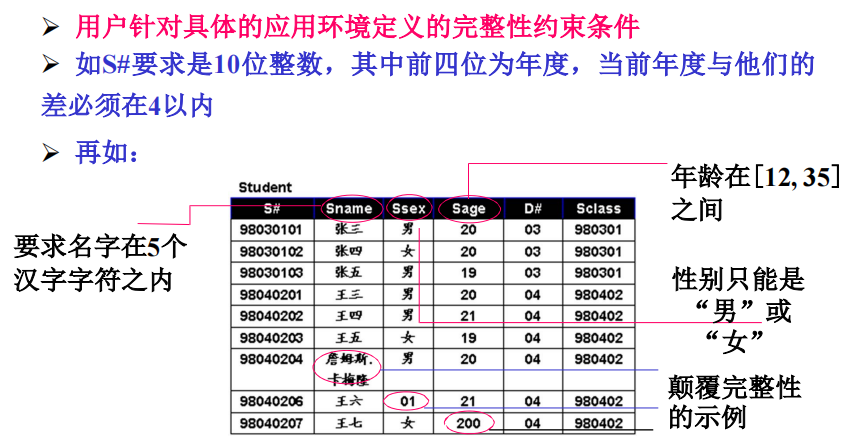 ➢ 用户针对具体的应用环境定义的完整性约束条件
➢ 如S#要求是10位整数，其中前四位为年度，当前年度与他们的
差必须在4以内
➢ 再如：
年龄在[12, 35]
之间
Student
S# Sname Ssex Sage D# Sclass
98030101 张三 男 20 03 980301
98030102 张四 女 20 03 980301
98030103 张五 男 19 03 980301
98040201 王三 男 20 04 980402
98040202 王四 男 21 04 980402
98040203 王五 女 19 04 980402
98040204 詹姆斯. 男 20 04 980402
卡梅隆
98040206 王六 01 21 04 980402
98040207 王七 女 200 04 980402
要求名字在5个
汉字字符之内
性别只能是
“男”或
“女”
颠覆完整性
的示例